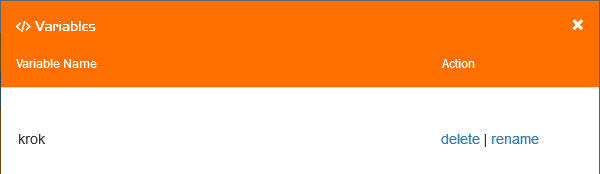 </> Variables ×
Variable Name Action
krok delete | rename